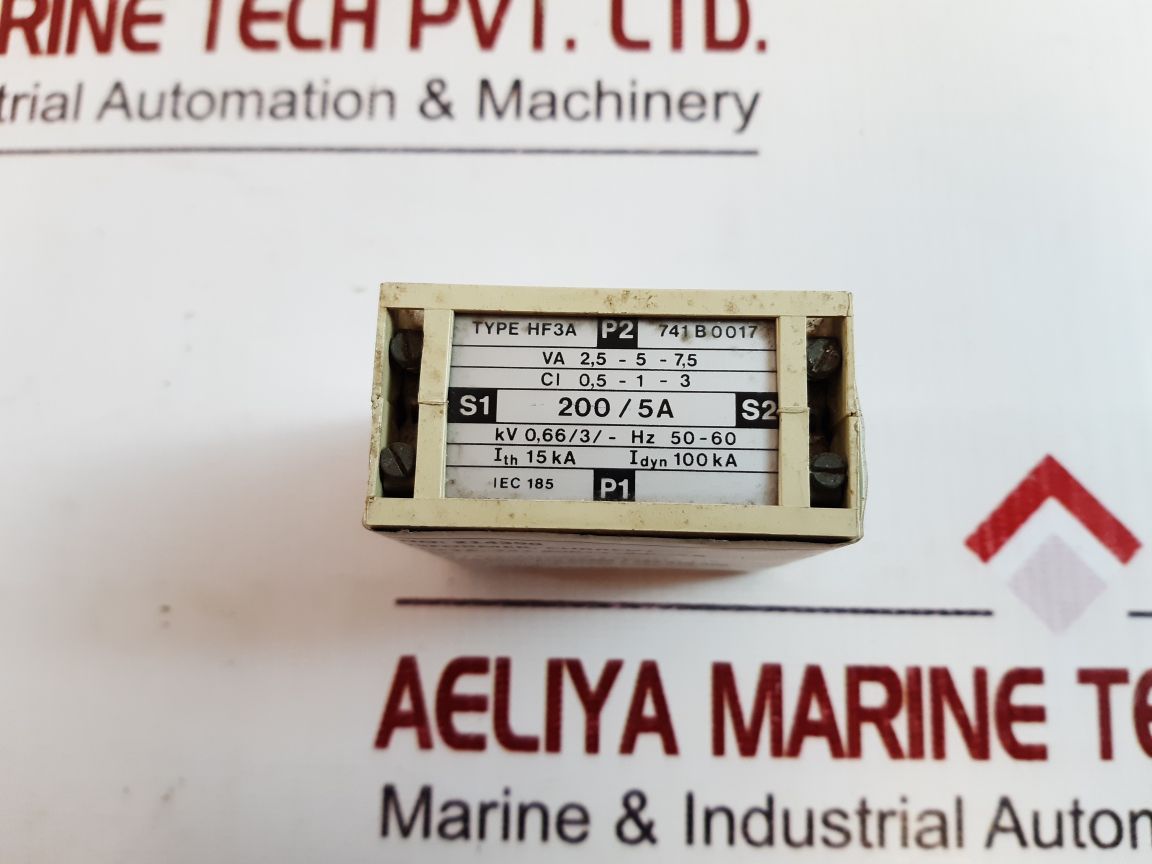 RINE TECH PVT. LTD.
trial Automation & Machinery
TYPE HF3A P2 741 B 0017
VA 2,5 - 5 - 7,5
CI 0,5 - 1 - 3
S1 200 / 5A S2
kV 0,66/3/- Hz 50-60
Ith 15 kA Idyn 100 kA
IEC 185 P1
AELIYA MARINE TE
Marine & Industrial Autom